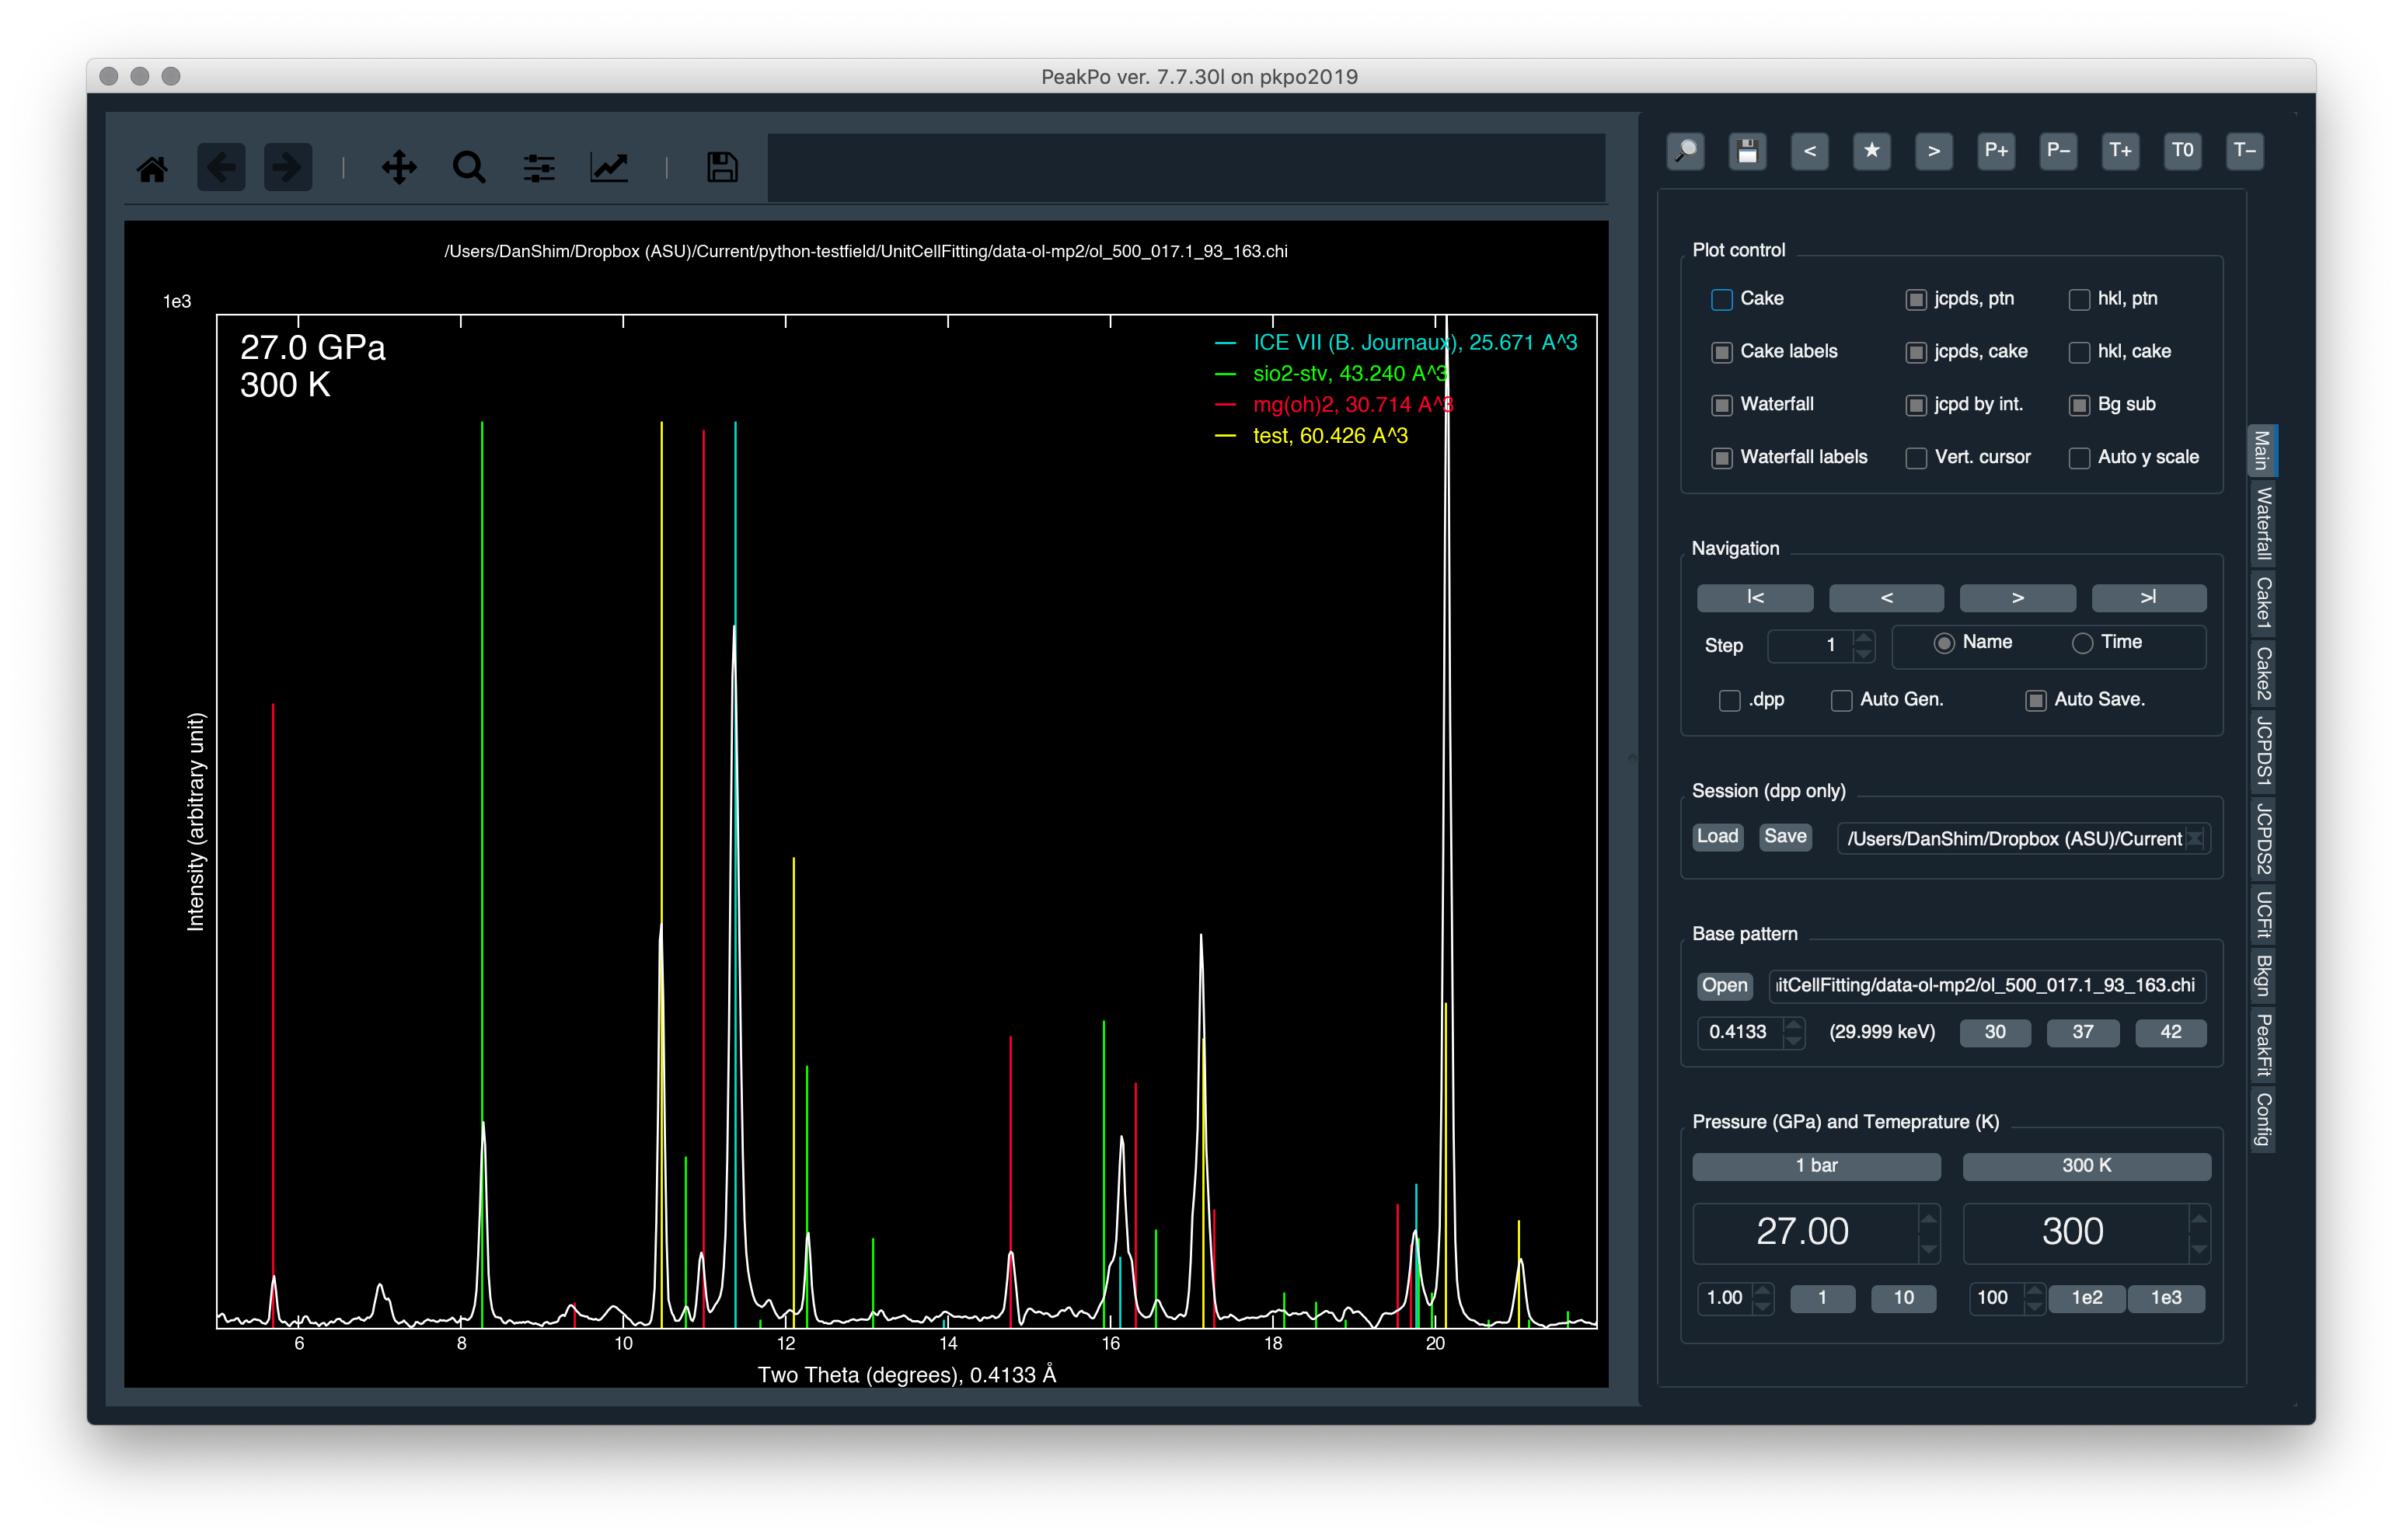 PeakPo ver. 7.7.30l on pkpo2019
< ★ > P+ P− T+ T0 T−
/Users/DanShim/Dropbox (ASU)/Current/python-testfield/UnitCellFitting/data-ol-mp2/ol_500_017.1_93_163.chi
1e3
27.0 GPa
300 K
ICE VII (B. Journaux), 25.671 A^3
sio2-stv, 43.240 A^3
mg(oh)2, 30.714 A^3
test, 60.426 A^3
Intensity (arbitrary unit)
6 8 10 12 14 16 18 20
Two Theta (degrees), 0.4133 Å
Plot control
Cake jcpds, ptn hkl, ptn
Cake labels jcpds, cake hkl, cake
Waterfall jcpd by int. Bg sub
Waterfall labels Vert. cursor Auto y scale
Navigation
|< < > >|
Step 1 Name Time
.dpp Auto Gen. Auto Save.
Session (dpp only)
Load Save /Users/DanShim/Dropbox (ASU)/Current
Base pattern
Open itCellFitting/data-ol-mp2/ol_500_017.1_93_163.chi
0.4133 (29.999 keV) 30 37 42
Pressure (GPa) and Temeprature (K)
1 bar 300 K
27.00 300
1.00 1 10 100 1e2 1e3
Main
Waterfall
Cake1
Cake2
JCPDS1
JCPDS2
UCFit
Bkgn
PeakFit
Config